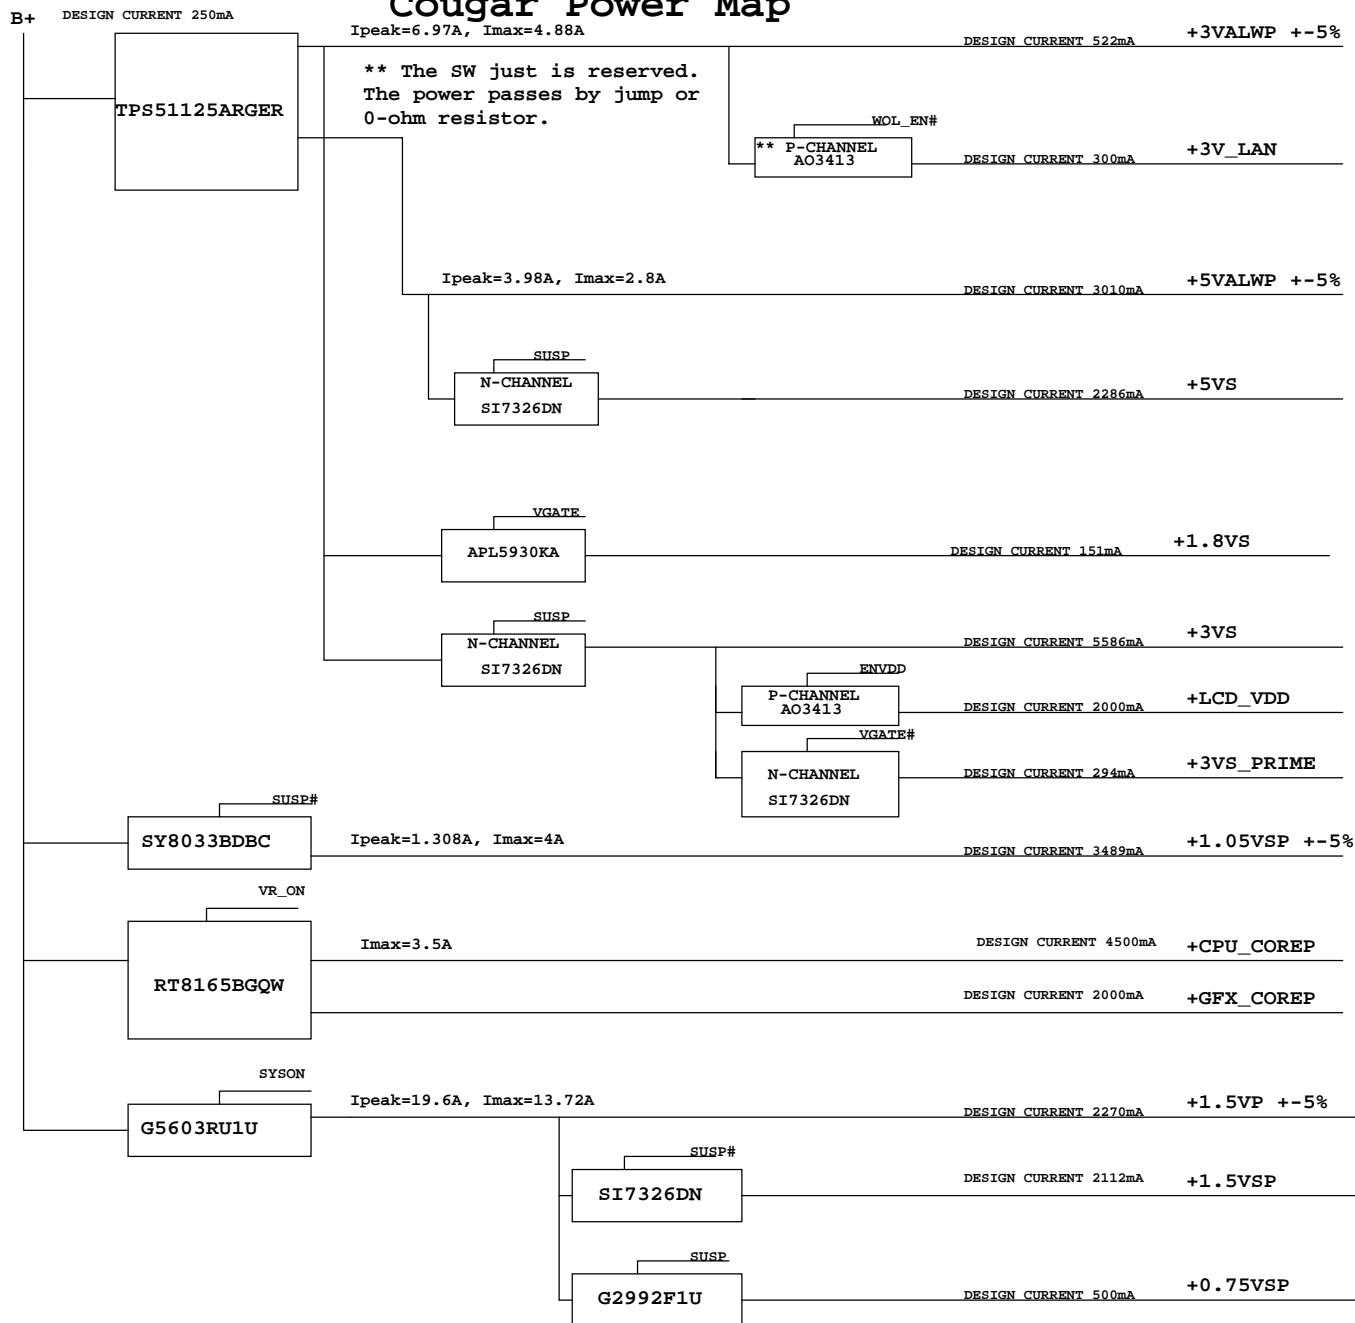 Cougar Power Map
B+
DESIGN CURRENT 250mA
Ipeak=6.97A, Imax=4.88A
DESIGN CURRENT 522mA
+3VALWP +-5%
TPS51125ARGER
** The SW just is reserved.
The power passes by jump or
0-ohm resistor.
WOL_EN#
** P-CHANNEL
AO3413
DESIGN CURRENT 300mA
+3V_LAN
Ipeak=3.98A, Imax=2.8A
DESIGN CURRENT 3010mA
+5VALWP +-5%
SUSP
N-CHANNEL
SI7326DN
DESIGN CURRENT 2286mA
+5VS
VGATE
APL5930KA
DESIGN CURRENT 151mA
+1.8VS
SUSP
N-CHANNEL
SI7326DN
DESIGN CURRENT 5586mA
+3VS
ENVDD
P-CHANNEL
AO3413
DESIGN CURRENT 2000mA
+LCD_VDD
VGATE#
N-CHANNEL
SI7326DN
DESIGN CURRENT 294mA
+3VS_PRIME
SUSP#
SY8033BDBC
Ipeak=1.308A, Imax=4A
DESIGN CURRENT 3489mA
+1.05VSP +-5%
VR_ON
RT8165BGQW
Imax=3.5A
DESIGN CURRENT 4500mA
+CPU_COREP
DESIGN CURRENT 2000mA
+GFX_COREP
SYSON
G5603RU1U
Ipeak=19.6A, Imax=13.72A
DESIGN CURRENT 2270mA
+1.5VP +-5%
SUSP#
SI7326DN
DESIGN CURRENT 2112mA
+1.5VSP
SUSP
G2992F1U
DESIGN CURRENT 500mA
+0.75VSP